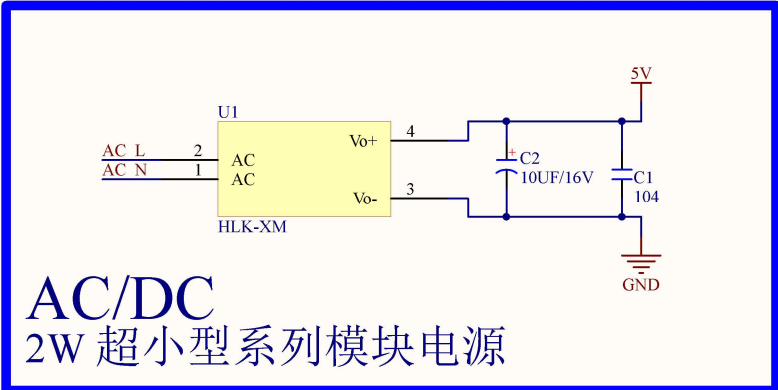 5V
U1
Vo+
4
AC L
2
AC
AC N
1
AC
C2
10UF/16V
C1
104
Vo-
3
HLK-XM
GND
AC/DC
2W 超小型系列模块电源